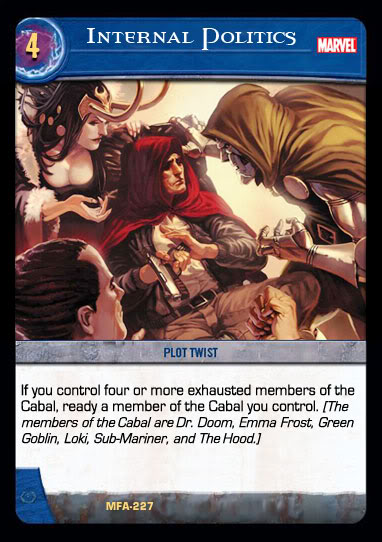 4
INTERNAL POLITICS
MARVEL
PLOT TWIST
If you control four or more exhausted members of the
Cabal, ready a member of the Cabal you control. [The
members of the Cabal are Dr. Doom, Emma Frost, Green
Goblin, Loki, Sub-Mariner, and The Hood.]
MFA-227